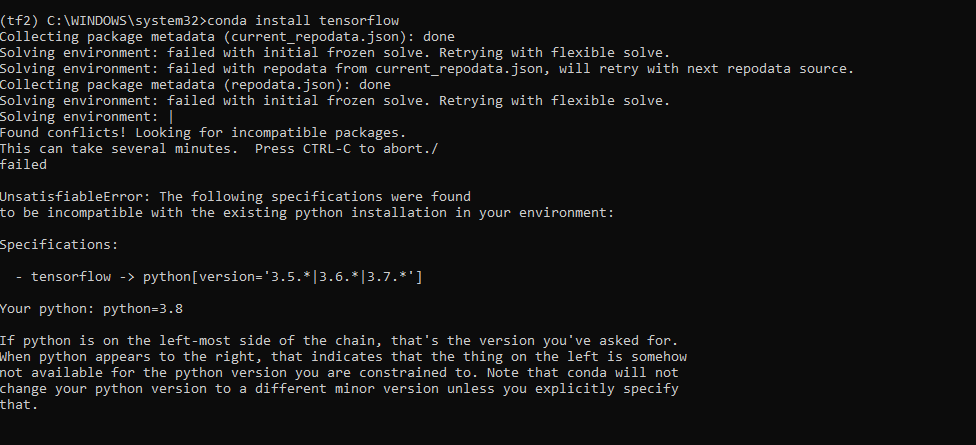 (tf2) C:\WINDOWS\system32>conda install tensorflow
Collecting package metadata (current_repodata.json): done
Solving environment: failed with initial frozen solve. Retrying with flexible solve.
Solving environment: failed with repodata from current_repodata.json, will retry with next repodata source.
Collecting package metadata (repodata.json): done
Solving environment: failed with initial frozen solve. Retrying with flexible solve.
Solving environment: |
Found conflicts! Looking for incompatible packages.
This can take several minutes.  Press CTRL-C to abort./
failed

UnsatisfiableError: The following specifications were found
to be incompatible with the existing python installation in your environment:

Specifications:

  - tensorflow -> python[version='3.5.*|3.6.*|3.7.*']

Your python: python=3.8

If python is on the left-most side of the chain, that's the version you've asked for.
When python appears to the right, that indicates that the thing on the left is somehow
not available for the python version you are constrained to. Note that conda will not
change your python version to a different minor version unless you explicitly specify
that.